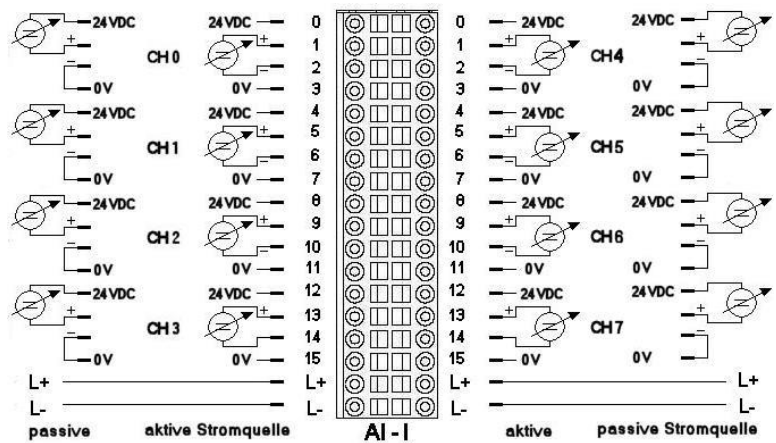 24VDC 24VDC 0 0 24VDC 24VDC
+ CH0 + 1 1 + CH4 +
− − 2 2 − −
0V 0V 3 3 0V 0V
24VDC 24VDC 4 4 24VDC 24VDC
+ CH1 + 5 5 + CH5 +
− − 6 6 − −
0V 0V 7 7 0V 0V
24VDC 24VDC 8 8 24VDC 24VDC
+ CH2 + 9 9 + CH6 +
− − 10 10 − −
0V 0V 11 11 0V 0V
24VDC 24VDC 12 12 24VDC 24VDC
+ CH3 + 13 13 + CH7 +
− − 14 14 − −
0V 0V 15 15 0V 0V
L+ L+ L+ L+
L- L- L- L-
passive aktive Stromquelle AI - I aktive passive Stromquelle